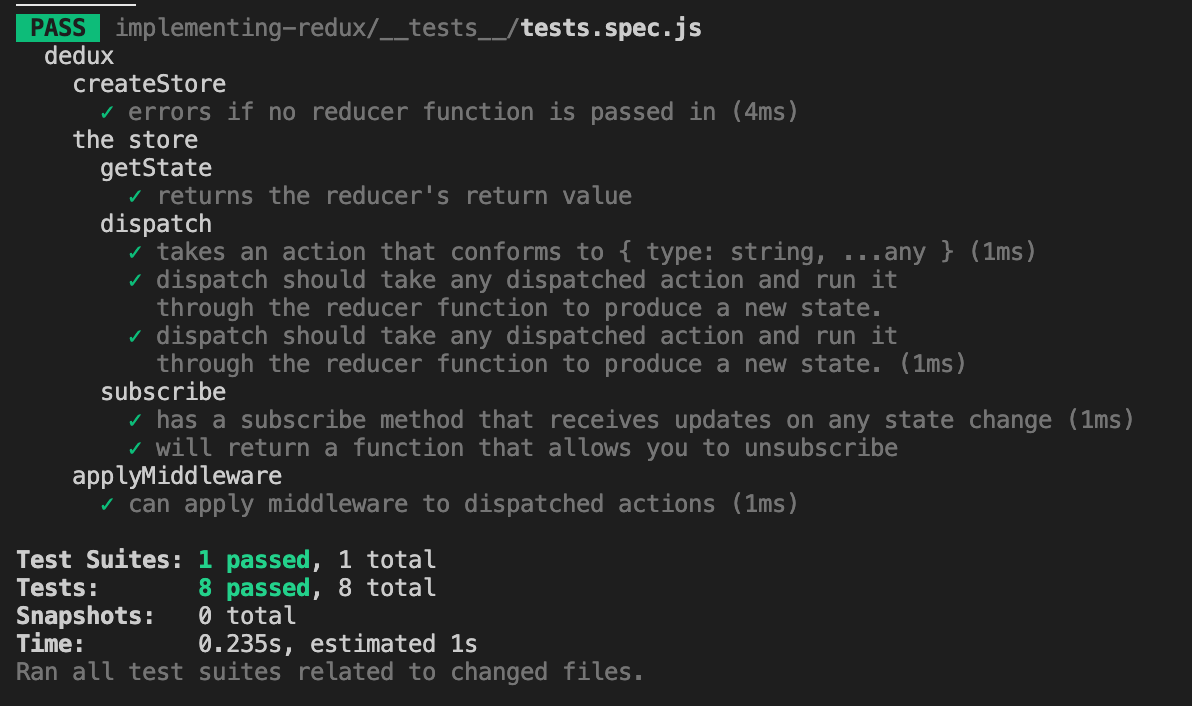 PASS implementing-redux/__tests__/tests.spec.js
dedux
createStore
✓ errors if no reducer function is passed in (4ms)
the store
getState
✓ returns the reducer's return value
dispatch
✓ takes an action that conforms to { type: string, ...any } (1ms)
✓ dispatch should take any dispatched action and run it
through the reducer function to produce a new state.
✓ dispatch should take any dispatched action and run it
through the reducer function to produce a new state. (1ms)
subscribe
✓ has a subscribe method that receives updates on any state change (1ms)
✓ will return a function that allows you to unsubscribe
applyMiddleware
✓ can apply middleware to dispatched actions (1ms)
Test Suites: 1 passed, 1 total
Tests: 8 passed, 8 total
Snapshots: 0 total
Time: 0.235s, estimated 1s
Ran all test suites related to changed files.